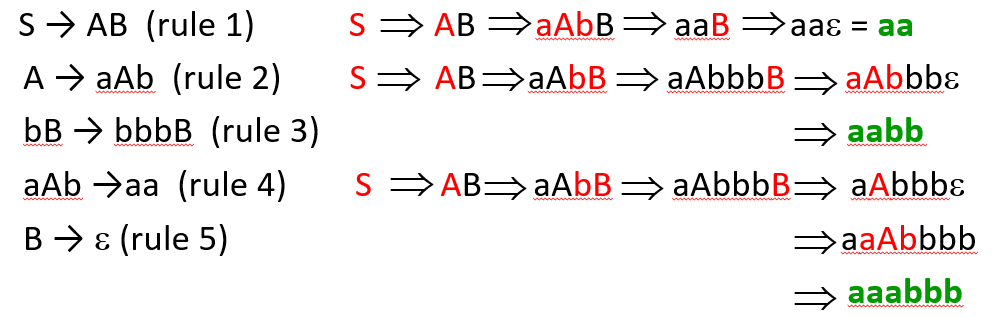 S → AB (rule 1) S ⟹ AB ⟹ aAbB ⟹ aaB ⟹ aaε = aa
A → aAb (rule 2) S ⟹ AB ⟹ aAbB ⟹ aAbbbB ⟹ aAbbbε
bB → bbbB (rule 3) ⟹ aabb
aAb → aa (rule 4) S ⟹ AB ⟹ aAbB ⟹ aAbbbB ⟹ aAbbbε
B → ε (rule 5) ⟹ aaAbbbb
⟹ aaabbb